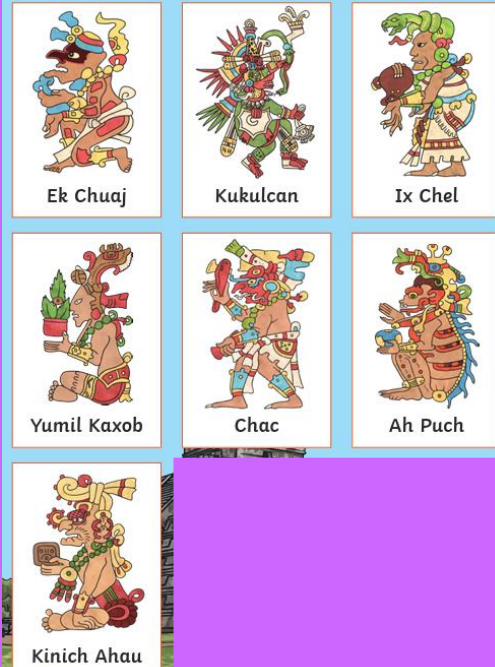 Ek Chuaj
Kukulcan
Ix Chel
Yumil Kaxob
Chac
Ah Puch
Kinich Ahau